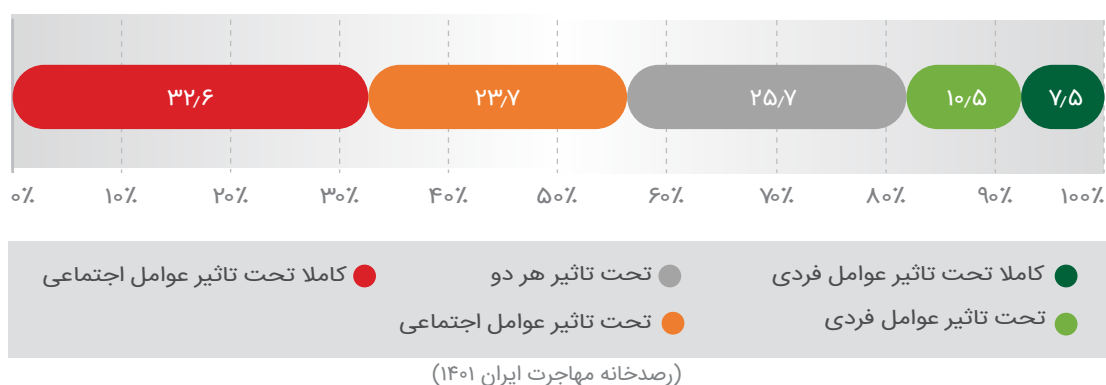 ۳۲٫۶ ۲۳٫۷ ۲۵٫۷ ۱۰٫۵ ۷٫۵
۰٪ ۱۰٪ ۲۰٪ ۳۰٪ ۴۰٪ ۵۰٪ ۶۰٪ ۷۰٪ ۸۰٪ ۹۰٪ ۱۰۰٪
کاملا تحت تاثیر عوامل فردی تحت تاثیر هر دو کاملا تحت تاثیر عوامل اجتماعی
تحت تاثیر عوامل فردی تحت تاثیر عوامل اجتماعی
(رصدخانه مهاجرت ایران ۱۴۰۱)